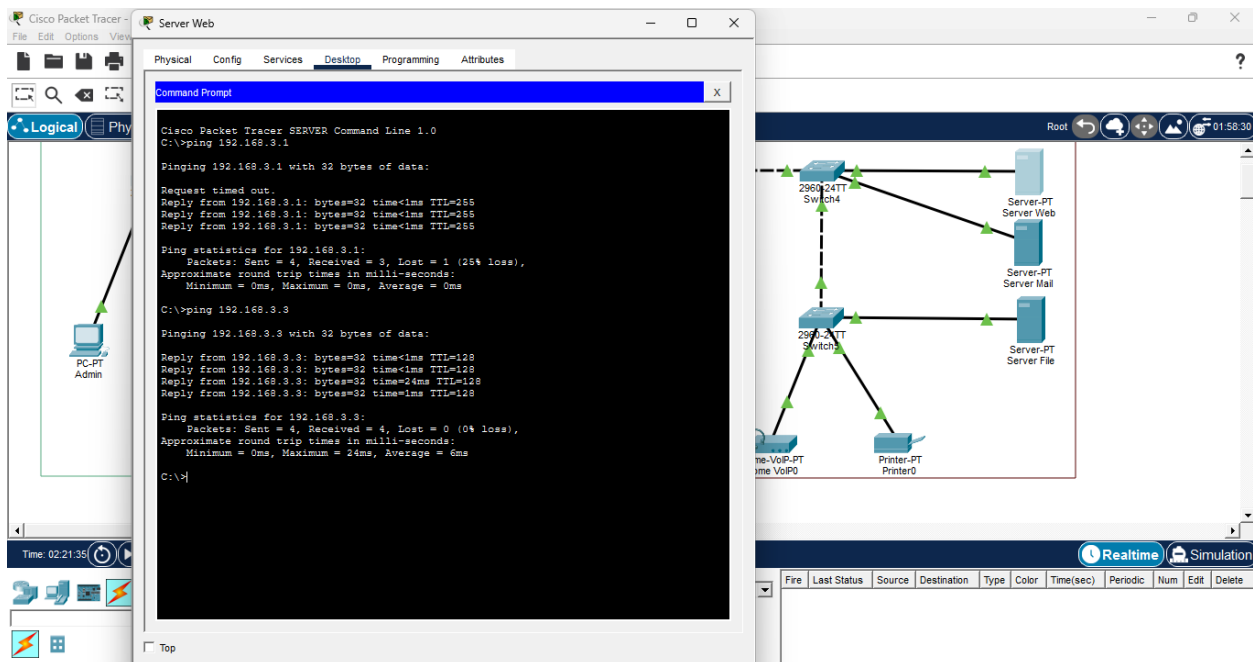 Cisco Packet Tracer -
File Edit Options View
Server Web
Physical Config Services Desktop Programming Attributes
?
Command Prompt
X
Logical
Phy
Root
01:58:30
Cisco Packet Tracer SERVER Command Line 1.0
C:\>ping 192.168.3.1
Pinging 192.168.3.1 with 32 bytes of data:
Request timed out.
Reply from 192.168.3.1: bytes=32 time<1ms TTL=255
Reply from 192.168.3.1: bytes=32 time<1ms TTL=255
Reply from 192.168.3.1: bytes=32 time<1ms TTL=255
Ping statistics for 192.168.3.1:
Packets: Sent = 4, Received = 3, Lost = 1 (25% loss),
Approximate round trip times in milli-seconds:
Minimum = 0ms, Maximum = 0ms, Average = 0ms
C:\>ping 192.168.3.3
Pinging 192.168.3.3 with 32 bytes of data:
Reply from 192.168.3.3: bytes=32 time<1ms TTL=128
Reply from 192.168.3.3: bytes=32 time<1ms TTL=128
Reply from 192.168.3.3: bytes=32 time=24ms TTL=128
Reply from 192.168.3.3: bytes=32 time=1ms TTL=128
Ping statistics for 192.168.3.3:
Packets: Sent = 4, Received = 4, Lost = 0 (0% loss),
Approximate round trip times in milli-seconds:
Minimum = 0ms, Maximum = 24ms, Average = 6ms
C:\>
PC-PT
Admin
2960-24TT
Switch4
Server-PT
Server Web
Server-PT
Server Mail
2960-24TT
Switch5
Server-PT
Server File
me-VoIP-PT
ome VoIP0
Printer-PT
Printer0
Time: 02:21:35
Realtime
Simulation
Fire Last Status Source Destination Type Color Time(sec) Periodic Num Edit Delete
Top